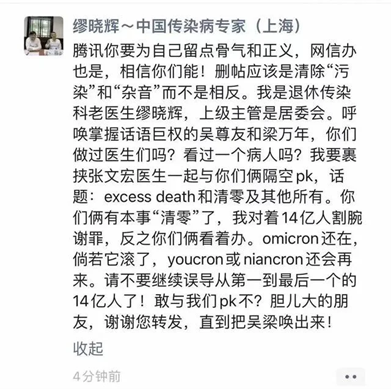 缪晓辉~中国传染病专家（上海）
腾讯你要为自己留点骨气和正义，网信办
也是，相信你们能！删帖应该是清除“污
染”和“杂音”而不是相反。我是退休传染
科老医生缪晓辉，上级主管是居委会。呼
唤掌握话语巨权的吴尊友和梁万年，你们
做过医生们吗？看过一个病人吗？我要裹
挟张文宏医生一起与你们俩隔空pk，话
题：excess death和清零及其他所有。你
们俩有本事“清零”了，我对着14亿人割腕
谢罪，反之你们俩看着办。omicron还在，
倘若它滚了，youcron或niancron还会再
来。请不要继续误导从第一到最后一个的
14亿人了！敢与我们pk不？胆儿大的朋
友，谢谢您转发，直到把吴梁唤出来！
收起
4分钟前